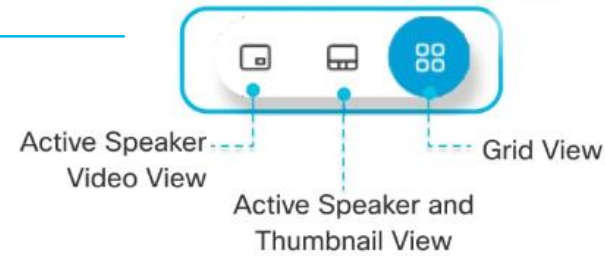 Active Speaker
Video View
Active Speaker and
Thumbnail View
Grid View